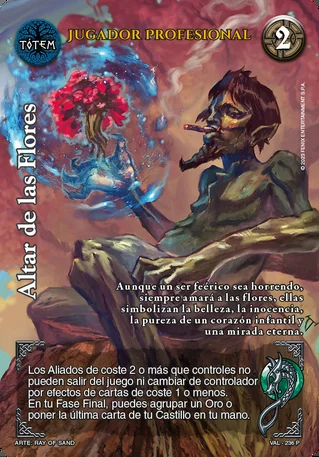 TÓTEM
JUGADOR PROFESIONAL
2
© 2023 FENIX ENTERTAINMENT S.P.A.
Altar de las Flores
Aunque un ser feérico sea horrendo,
siempre amará a las flores, ellas
simbolizan la belleza, la inocencia,
la pureza de un corazón infantil y
una mirada eterna.
Los Aliados de coste 2 o más que controles no
pueden salir del juego ni cambiar de controlador
por efectos de cartas de coste 1 o menos.
En tu Fase Final, puedes agrupar un Oro o
poner la última carta de tu Castillo en tu mano.
ARTE: RAY OF SAND.
VAL - 236 P